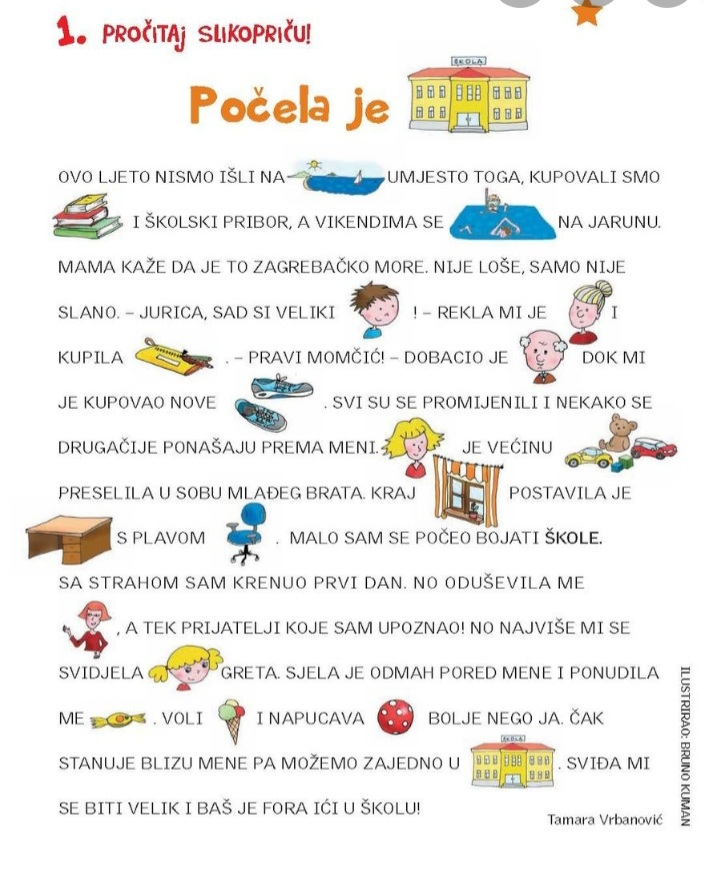 1. PROČITAJ SLIKOPRIČU!
Počela je
ŠKOLA
OVO LJETO NISMO IŠLI NA UMJESTO TOGA, KUPOVALI SMO
I ŠKOLSKI PRIBOR, A VIKENDIMA SE NA JARUNU.
MAMA KAŽE DA JE TO ZAGREBAČKO MORE. NIJE LOŠE, SAMO NIJE
SLANO. – JURICA, SAD SI VELIKI ! – REKLA MI JE I
KUPILA . – PRAVI MOMČIĆ! – DOBACIO JE DOK MI
JE KUPOVAO NOVE . SVI SU SE PROMIJENILI I NEKAKO SE
DRUGAČIJE PONAŠAJU PREMA MENI. JE VEĆINU
PRESELILA U SOBU MLAĐEG BRATA. KRAJ POSTAVILA JE
S PLAVOM . MALO SAM SE POČEO BOJATI ŠKOLE.
SA STRAHOM SAM KRENUO PRVI DAN. NO ODUŠEVILA ME
, A TEK PRIJATELJI KOJE SAM UPOZNAO! NO NAJVIŠE MI SE
SVIDJELA GRETA. SJELA JE ODMAH PORED MENE I PONUDILA
ME . VOLI I NAPUCAVA BOLJE NEGO JA. ČAK
STANUJE BLIZU MENE PA MOŽEMO ZAJEDNO U . SVIĐA MI
ŠKOLA
SE BITI VELIK I BAŠ JE FORA IĆI U ŠKOLU!
Tamara Vrbanović
ILUSTRIRAO: BRUNO KUMAN